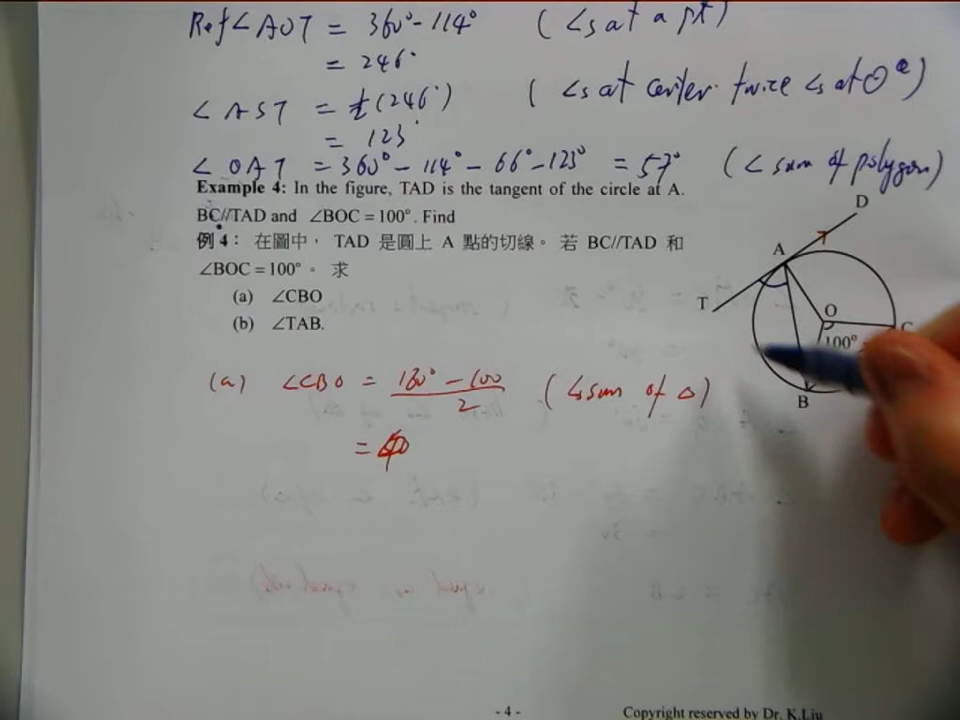 Ref∠AOT = 360° - 114° (∠s at a pt)
= 246°
∠AST = ½(246°) (∠s at center twice ∠s at ⊙ce)
= 123°
∠OAT = 360° - 114° - 66° - 123° = 57° (∠ sum of polygon)
Example 4: In the figure, TAD is the tangent of the circle at A.
BC//TAD and ∠BOC = 100°. Find
例 4： 在圖中， TAD 是圓上 A 點的切線。 若 BC//TAD 和
∠BOC = 100° 。 求
(a) ∠CBO
(b) ∠TAB.
D
A
T
O
C
100°
B
(a) ∠CBO = 180° - 100 / 2 (∠sum of △)
= 40
- 4 -
Copyright reserved by Dr. K.Liu